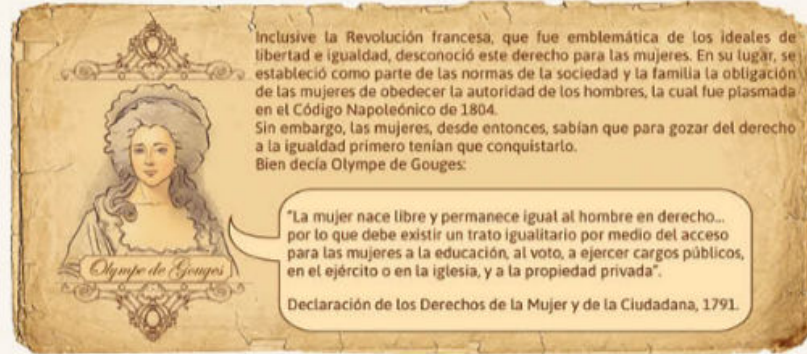 Inclusive la Revolución francesa, que fue emblemática de los ideales de
libertad e igualdad, desconoció este derecho para las mujeres. En su lugar, se
estableció como parte de las normas de la sociedad y la familia la obligación
de las mujeres de obedecer la autoridad de los hombres, la cual fue plasmada
en el Código Napoleónico de 1804.
Sin embargo, las mujeres, desde entonces, sabían que para gozar del derecho
a la igualdad primero tenían que conquistarlo.
Bien decía Olympe de Gouges:
"La mujer nace libre y permanece igual al hombre en derecho...
por lo que debe existir un trato igualitario por medio del acceso
para las mujeres a la educación, al voto, a ejercer cargos públicos,
en el ejército o en la iglesia, y a la propiedad privada".
Declaración de los Derechos de la Mujer y de la Ciudadana, 1791.
Olympe de Gouges